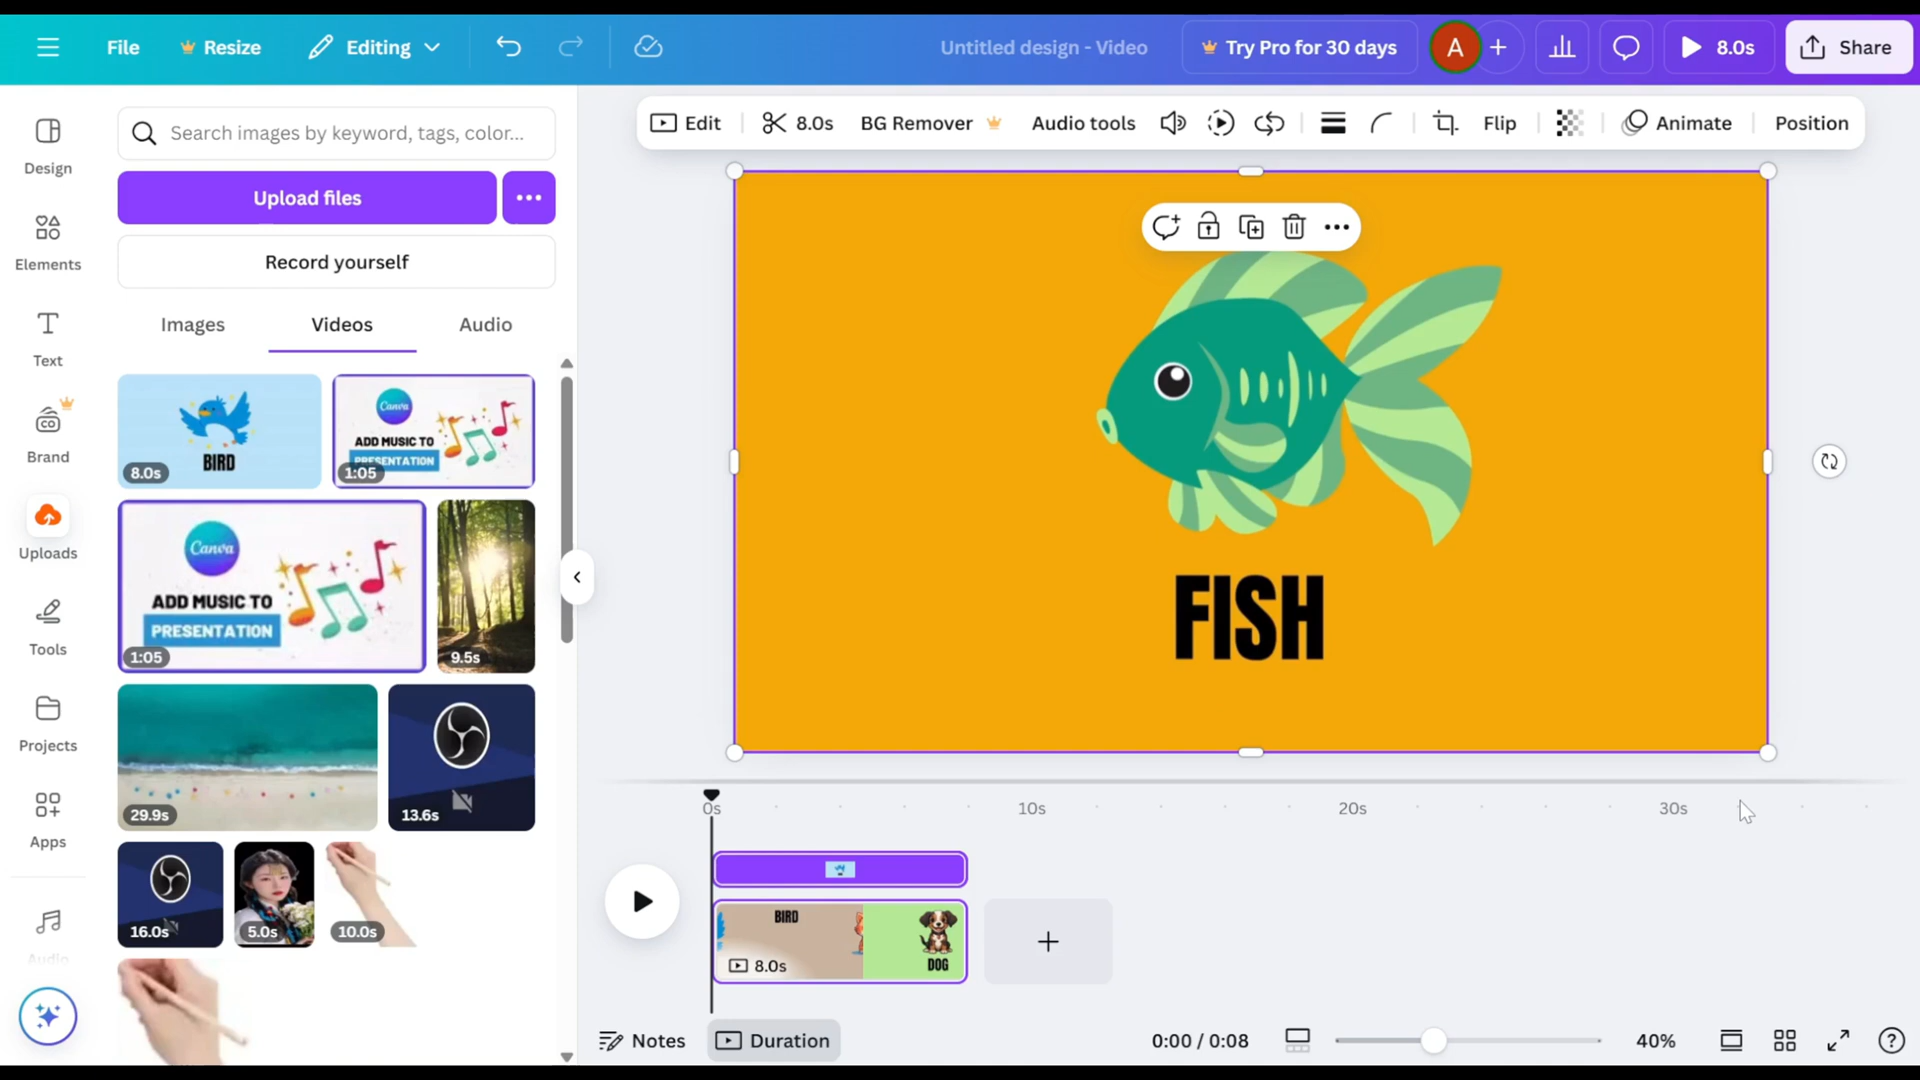 File
Resize
Editing
Untitled design - Video
Try Pro for 30 days
A
8.0s
Share
Design
Elements
Text
Brand
Uploads
Tools
Projects
Apps
Audio
Search images by keyword, tags, color...
Upload files
Record yourself
Images
Videos
Audio
BIRD
8.0s
Canva
ADD MUSIC TO
PRESENTATION
1:05
Canva
ADD MUSIC TO
PRESENTATION
1:05
9.5s
29.9s
13.6s
16.0s
5.0s
10.0s
Edit
8.0s
BG Remover
Audio tools
Flip
Animate
Position
FISH
0s
10s
20s
30s
BIRD
8.0s
DOG
Notes
Duration
0:00 / 0:08
40%